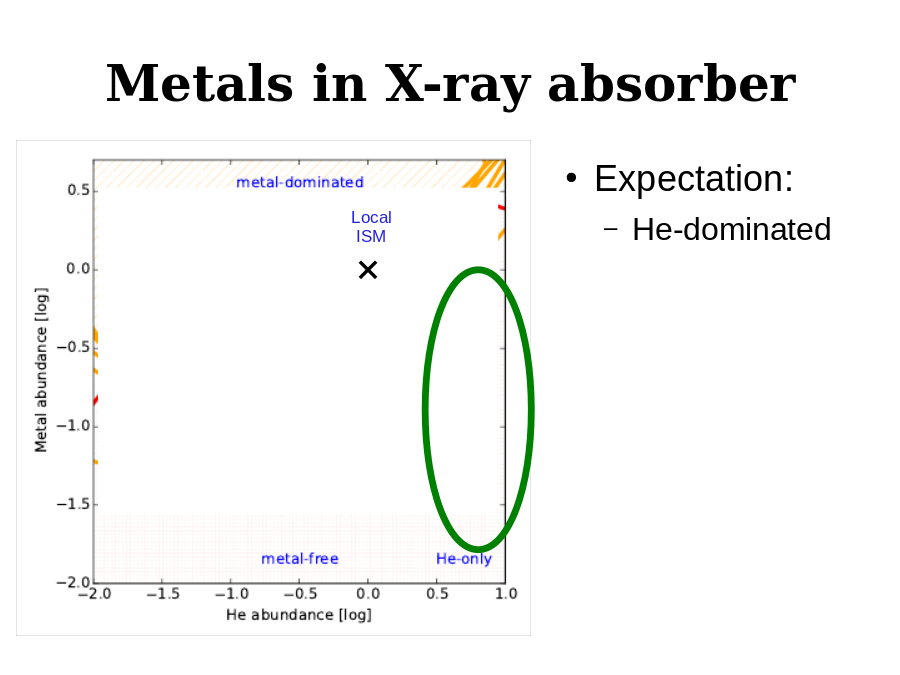 Metals in X-ray absorber
metal-dominated
Local
ISM
metal-free
He-only
0.5
0.0
−0.5
−1.0
−1.5
−2.0
Metal abundance [log]
−2.0 −1.5 −1.0 −0.5 0.0 0.5 1.0
He abundance [log]
• Expectation:
– He-dominated